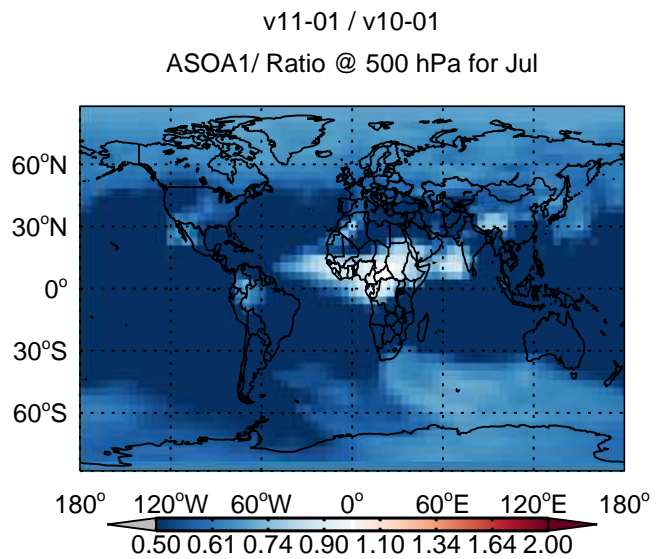 v11-01 / v10-01
ASOA1/ Ratio @ 500 hPa for Jul
60°N
30°N
0°
30°S
60°S
180° 120°W 60°W 0° 60°E 120°E 180°
0.50 0.61 0.74 0.90 1.10 1.34 1.64 2.00